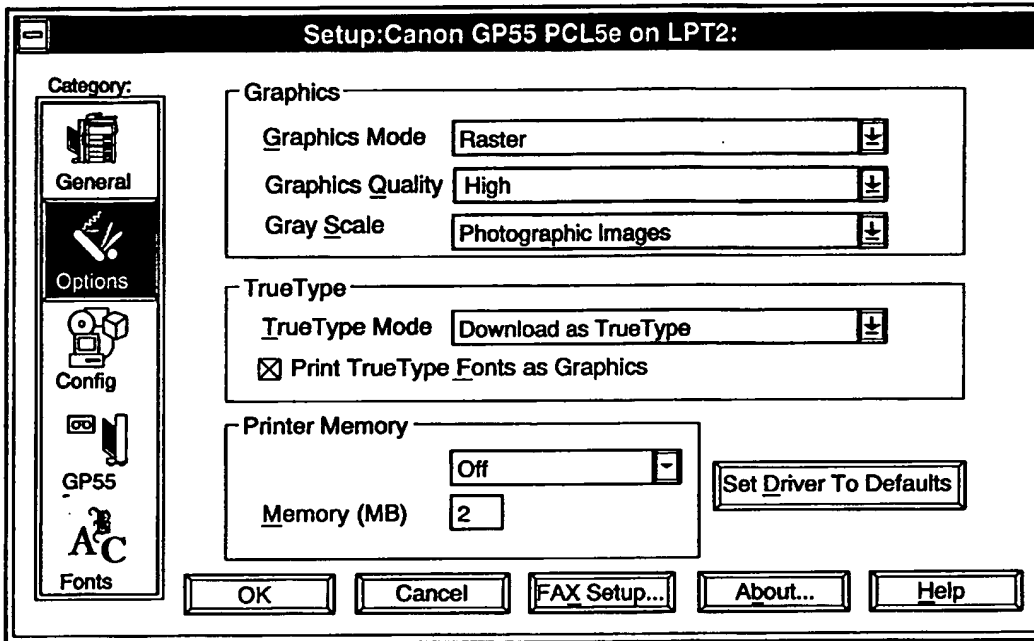 Setup:Canon GP55 PCL5e on LPT2:
Category:
General
Options
Config
GP55
Fonts
Graphics
Graphics Mode Raster
Graphics Quality High
Gray Scale Photographic Images
TrueType
TrueType Mode Download as TrueType
Print TrueType Fonts as Graphics
Printer Memory
Off
Memory (MB) 2
Set Driver To Defaults
OK Cancel FAX Setup... About... Help